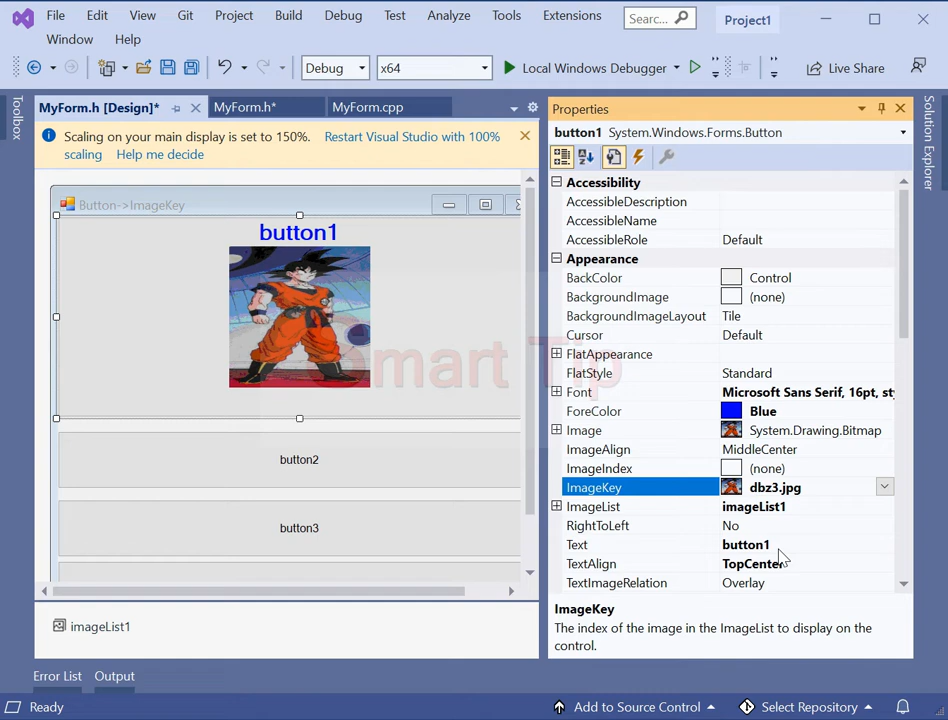 File Edit View Git Project Build Debug Test Analyze Tools Extensions Searc... Project1
Window Help
Debug x64 Local Windows Debugger Live Share
Toolbox
MyForm.h [Design]* MyForm.h* MyForm.cpp
Scaling on your main display is set to 150%. Restart Visual Studio with 100%
scaling Help me decide
Button->ImageKey
button1
button2
button3
imageList1
Properties
button1 System.Windows.Forms.Button
Accessibility
AccessibleDescription
AccessibleName
AccessibleRole Default
Appearance
BackColor Control
BackgroundImage (none)
BackgroundImageLayout Tile
Cursor Default
FlatAppearance
FlatStyle Standard
Font Microsoft Sans Serif, 16pt, sty
ForeColor Blue
Image System.Drawing.Bitmap
ImageAlign MiddleCenter
ImageIndex (none)
ImageKey dbz3.jpg
ImageList imageList1
RightToLeft No
Text button1
TextAlign TopCenter
TextImageRelation Overlay
ImageKey
The index of the image in the ImageList to display on the
control.
Solution Explorer
Smart Tip
Error List Output
Ready Add to Source Control Select Repository